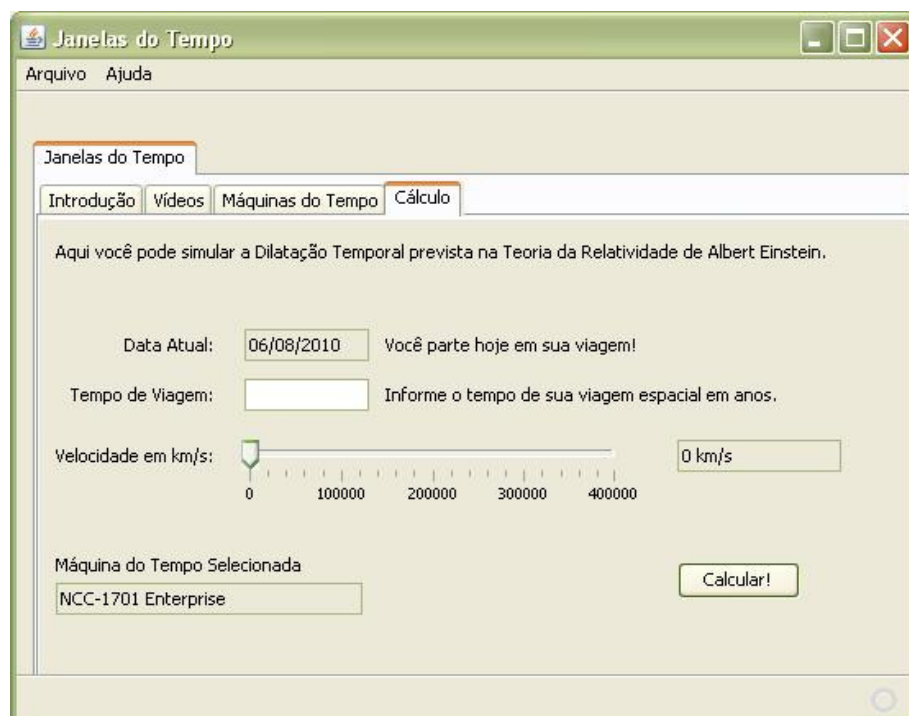 Janelas do Tempo
Arquivo Ajuda
Janelas do Tempo
Introdução Vídeos Máquinas do Tempo Cálculo
Aqui você pode simular a Dilatação Temporal prevista na Teoria da Relatividade de Albert Einstein.
Data Atual: 06/08/2010 Você parte hoje em sua viagem!
Tempo de Viagem: Informe o tempo de sua viagem espacial em anos.
Velocidade em km/s: 0 km/s
0 100000 200000 300000 400000
Máquina do Tempo Selecionada
NCC-1701 Enterprise
Calcular!